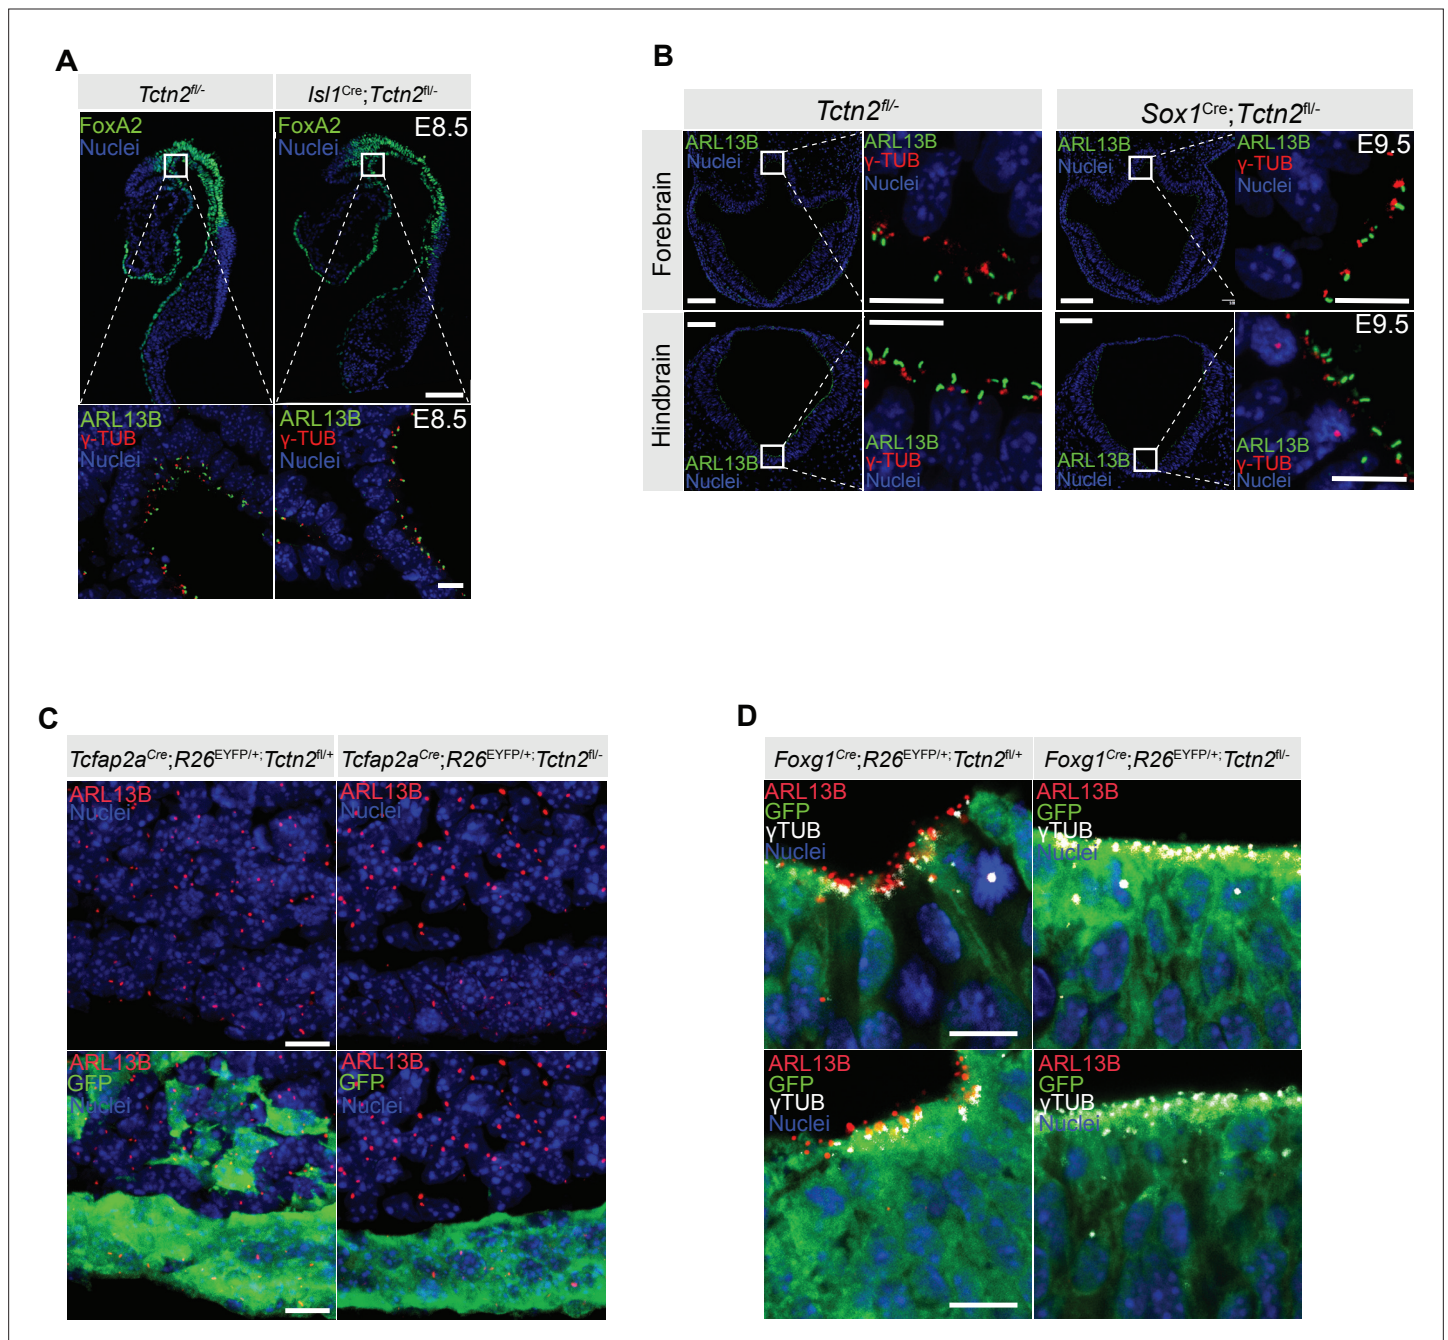 A
Tctn2fl/-
Isl1Cre;Tctn2fl/-
FoxA2
Nuclei
FoxA2
Nuclei
E8.5
ARL13B
γ-TUB
Nuclei
ARL13B
γ-TUB
Nuclei
E8.5
B
Tctn2fl/-
Sox1Cre;Tctn2fl/-
Forebrain
ARL13B
Nuclei
ARL13B
γ-TUB
Nuclei
ARL13B
Nuclei
ARL13B
γ-TUB
Nuclei
E9.5
Hindbrain
ARL13B
Nuclei
ARL13B
γ-TUB
Nuclei
ARL13B
Nuclei
E9.5
ARL13B
γ-TUB
Nuclei
C
Tcfap2aCre;R26EYFP/+;Tctn2fl/+
Tcfap2aCre;R26EYFP/+;Tctn2fl/-
ARL13B
Nuclei
ARL13B
Nuclei
ARL13B
GFP
Nuclei
ARL13B
GFP
Nuclei
D
Foxg1Cre;R26EYFP/+;Tctn2fl/+
Foxg1Cre;R26EYFP/+;Tctn2fl/-
ARL13B
GFP
γTUB
Nuclei
ARL13B
GFP
γTUB
Nuclei
ARL13B
GFP
γTUB
Nuclei
ARL13B
GFP
γTUB
Nuclei